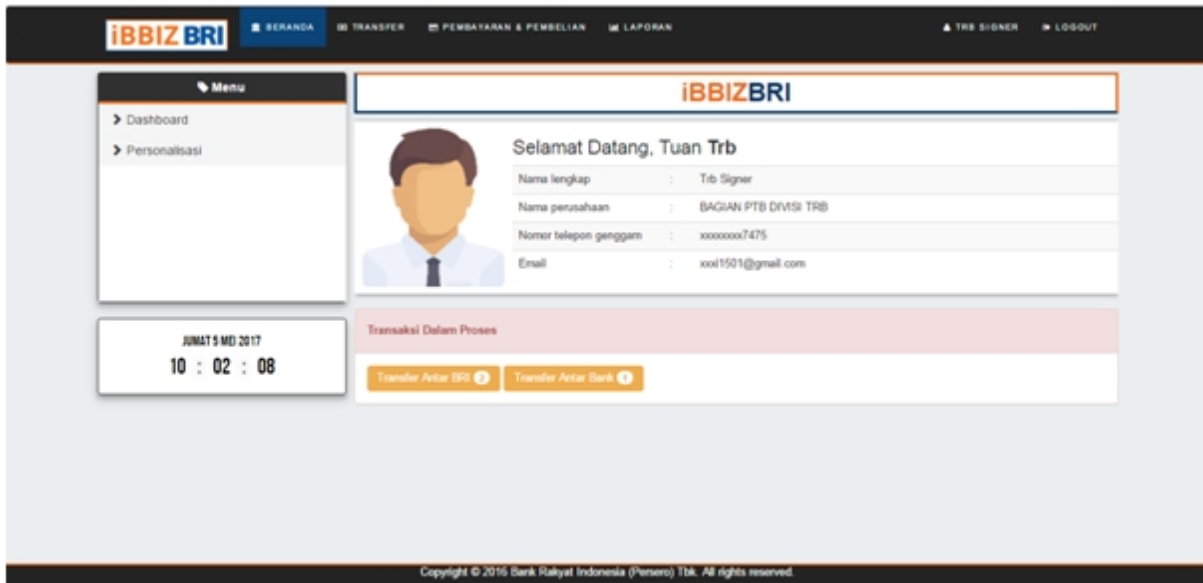 iBBIZ BRI
BERANDA TRANSFER PEMBAYARAN & PEMBELIAN LAPORAN TRB SIGNER LOGOUT
Menu
Dashboard
Personalisasi
JUMAT 5 MEI 2017
10 : 02 : 08
iBBIZBRI
Selamat Datang, Tuan Trb
Nama lengkap : Trb Signer
Nama perusahaan : BAGIAN PTB DIVISI TRB
Nomor telepon genggam : xxxxxxxx7475
Email : xxxl1501@gmail.com
Transaksi Dalam Proses
Transfer Antar BRI 2 Transfer Antar Bank 1
Copyright © 2016 Bank Rakyat Indonesia (Persero) Tbk. All rights reserved.